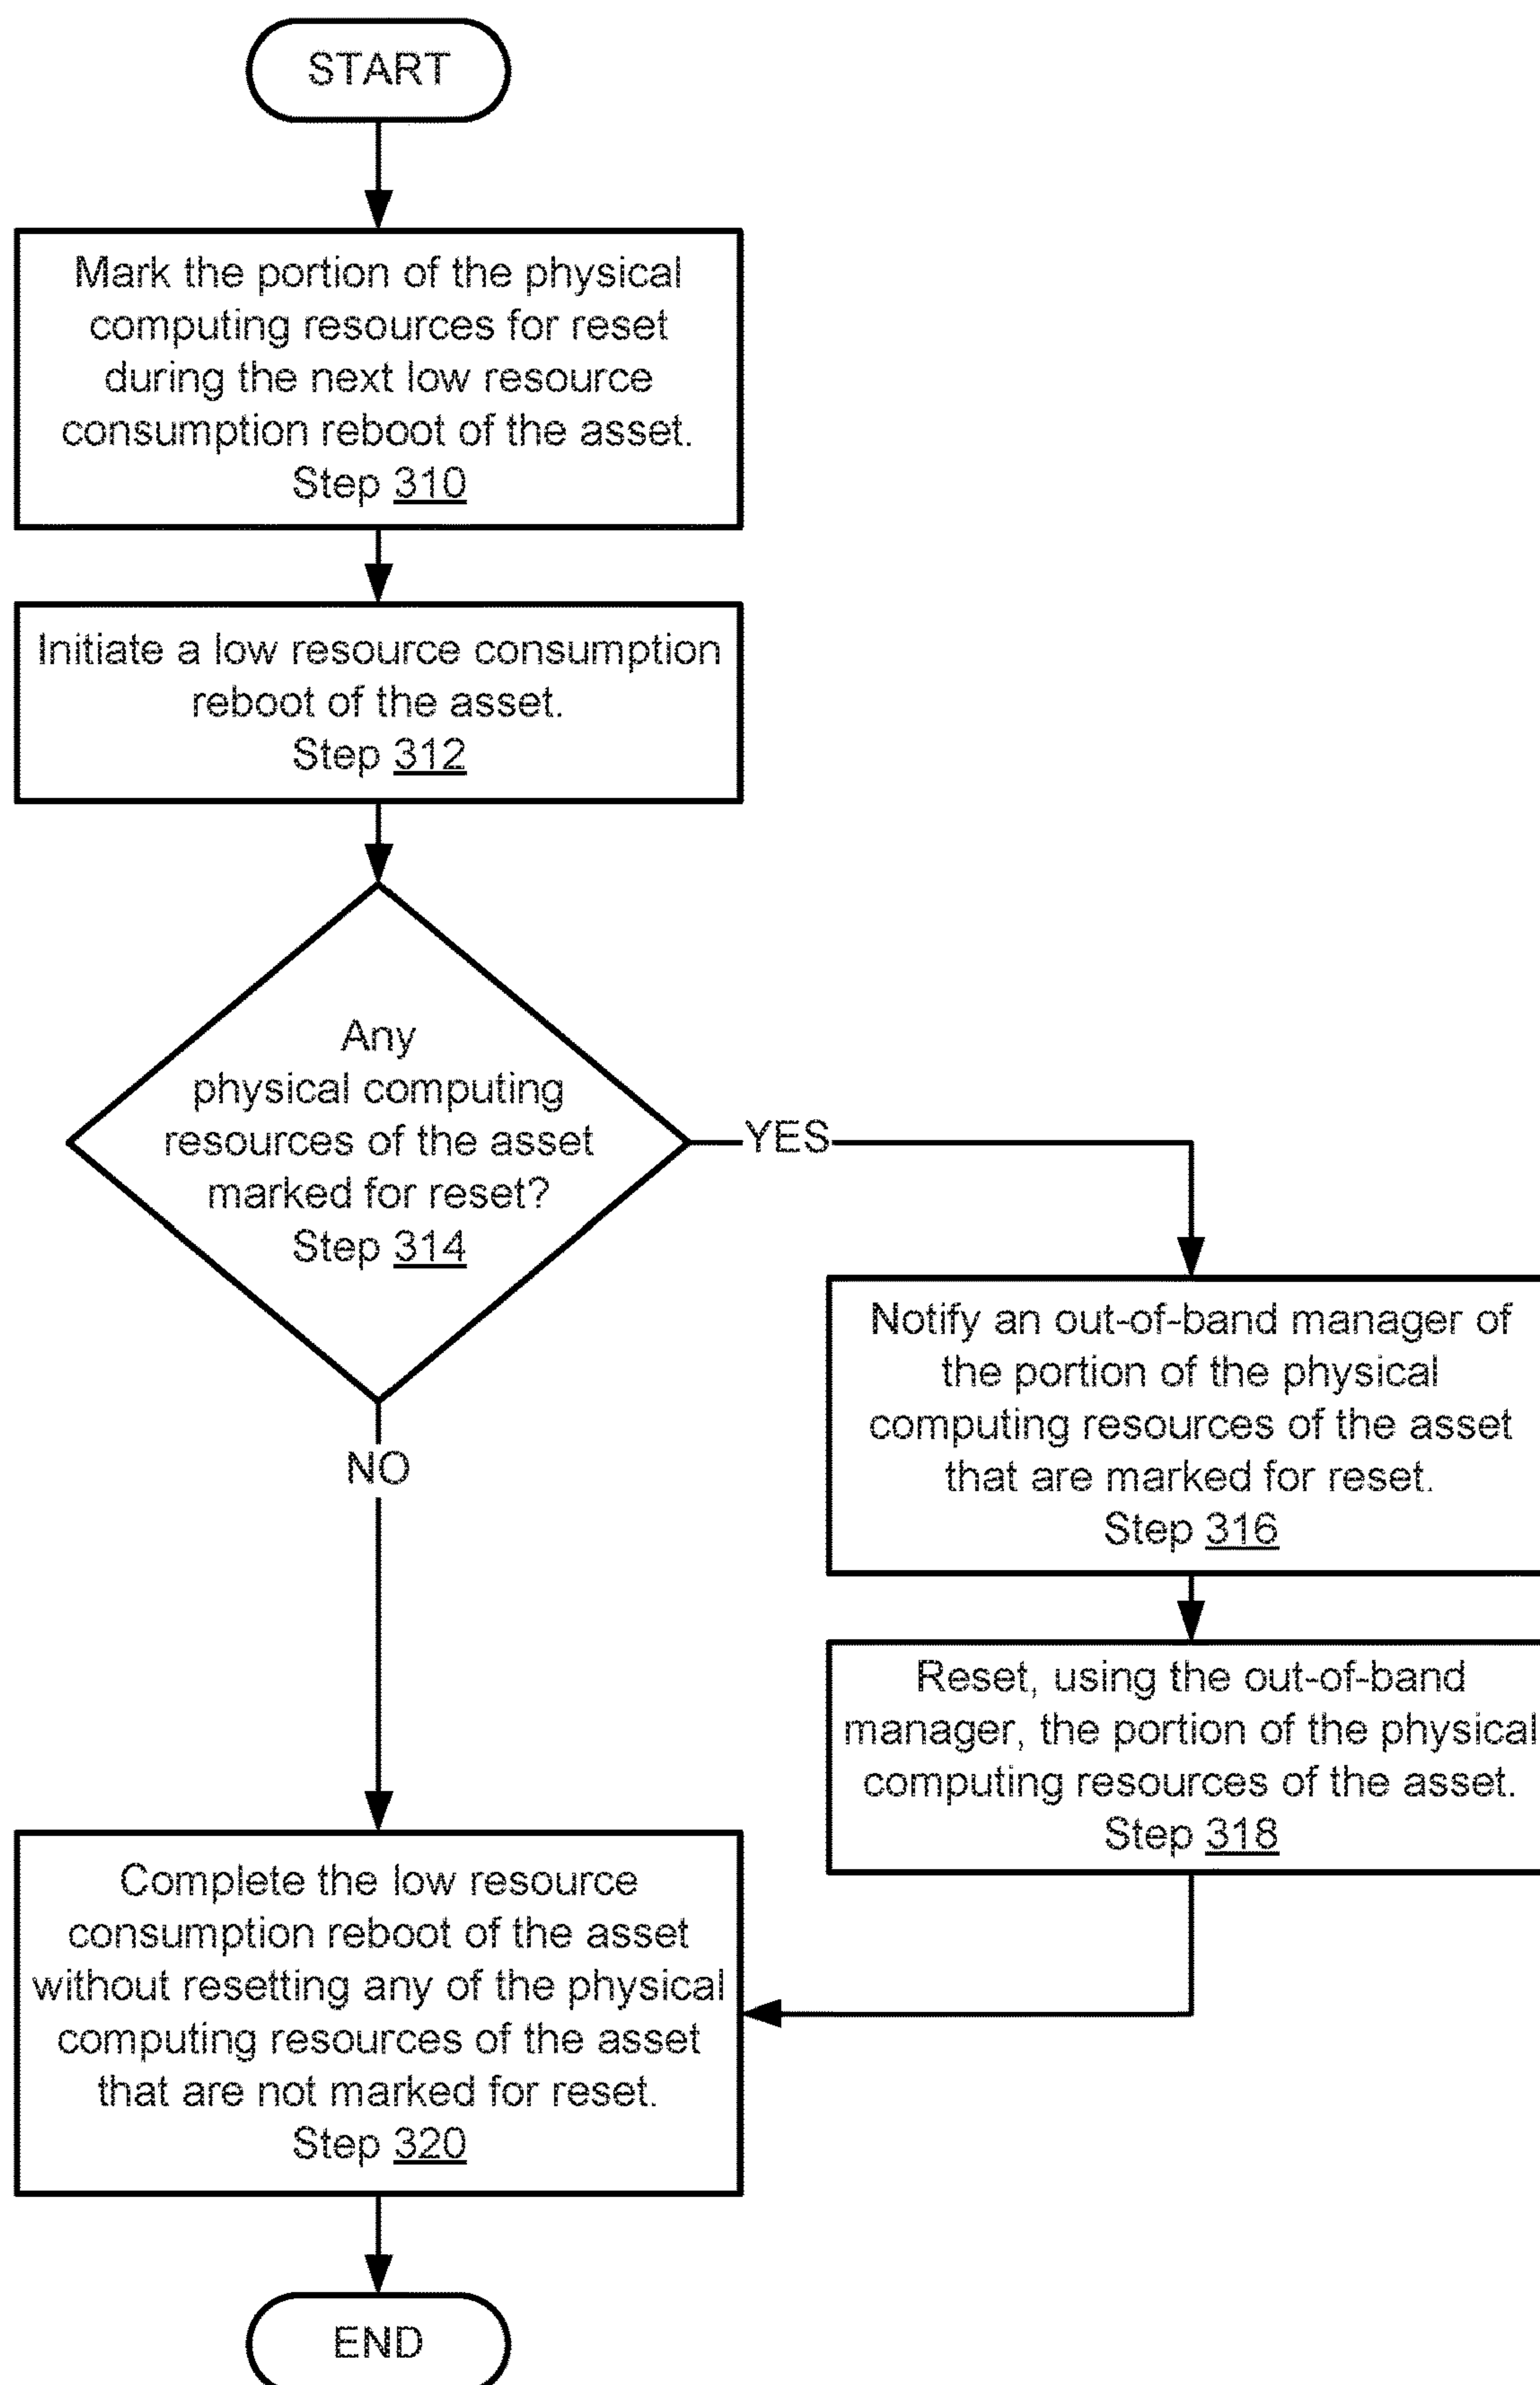 START
Mark the portion of the physical
computing resources for reset
during the next low resource
consumption reboot of the asset.
Step 310
Initiate a low resource consumption
reboot of the asset.
Step 312
Any
physical computing
resources of the asset
marked for reset?
Step 314
YES
NO
Notify an out-of-band manager of
the portion of the physical
computing resources of the asset
that are marked for reset.
Step 316
Reset, using the out-of-band
manager, the portion of the physical
computing resources of the asset.
Step 318
Complete the low resource
consumption reboot of the asset
without resetting any of the physical
computing resources of the asset
that are not marked for reset.
Step 320
END